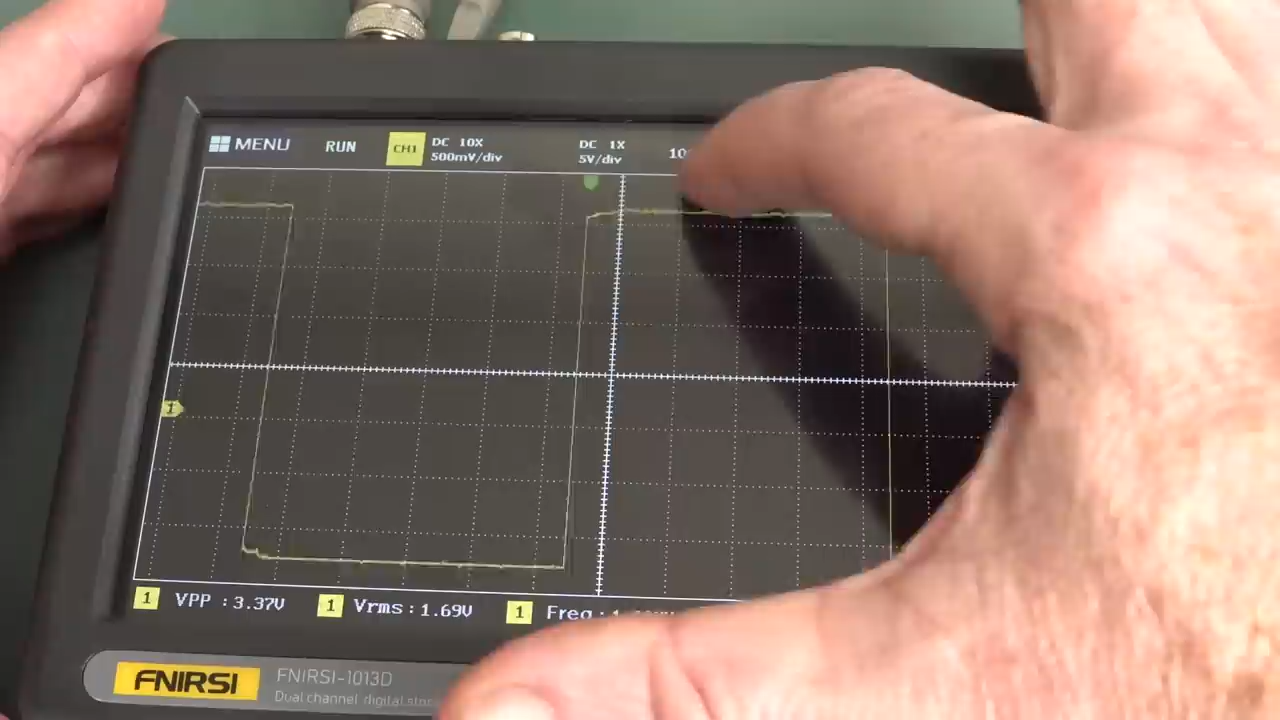 MENU RUN CH1 DC 10X DC 1X
500mV/div 5V/div
1
1 VPP :3.37V 1 Vrms:1.69V 1 Freq:
FNIRSI FNIRSI-1013D
Dual channel digital